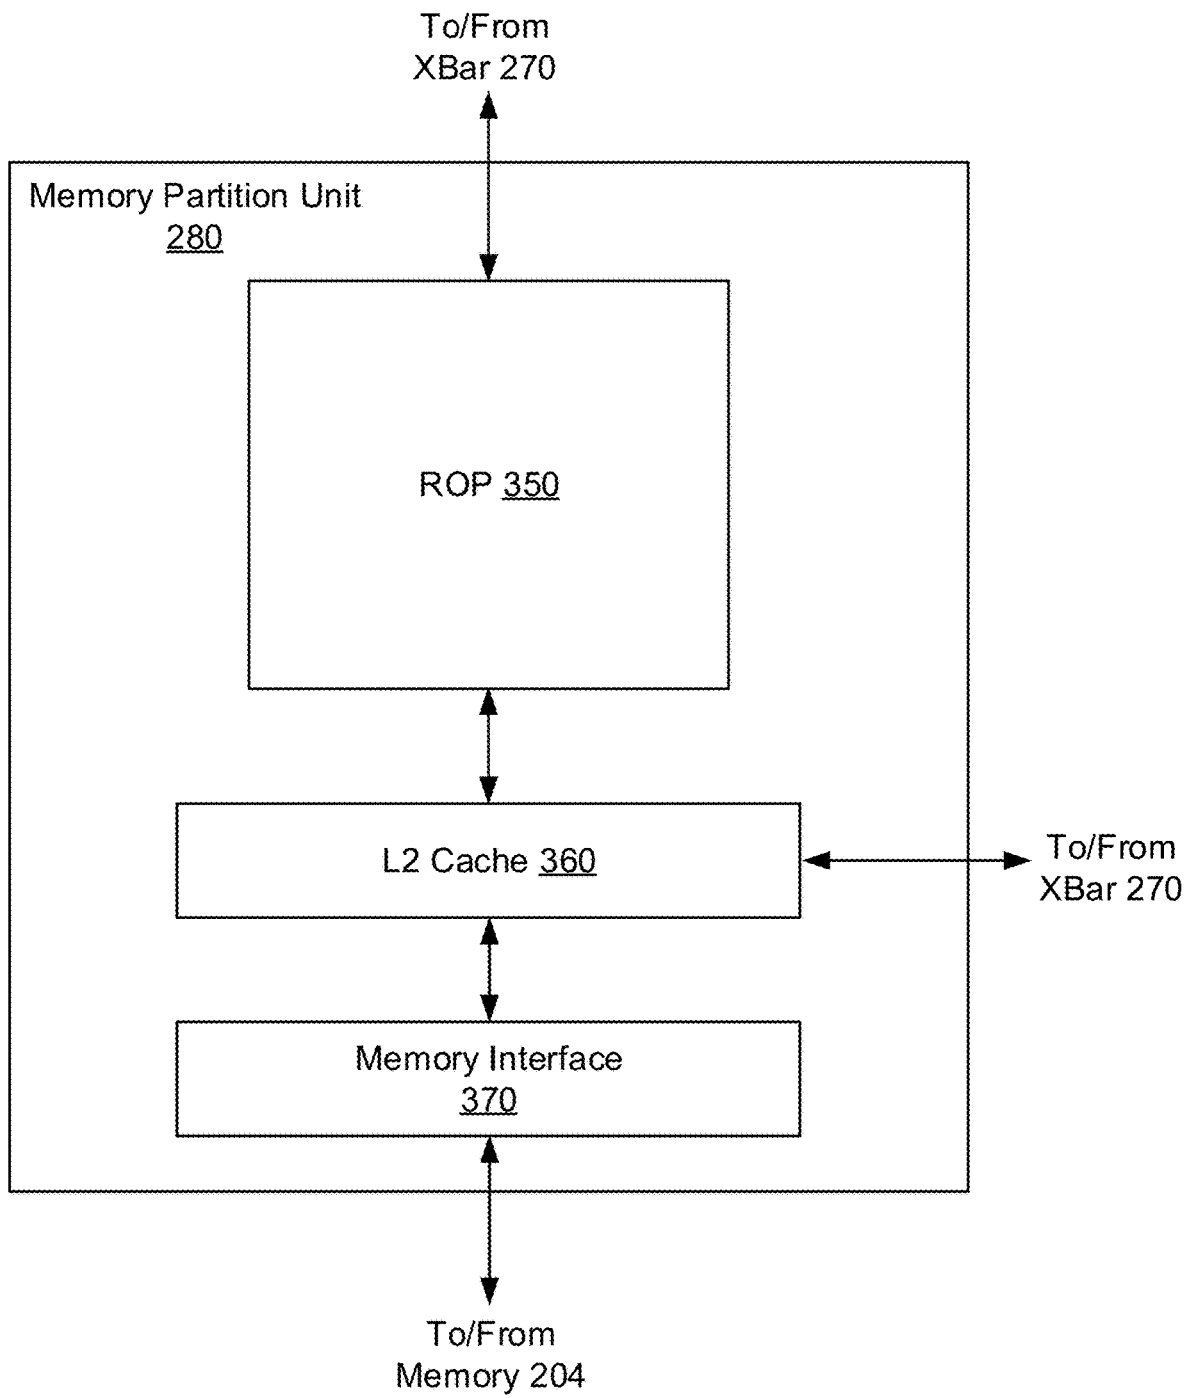 To/From
XBar 270
Memory Partition Unit
280
ROP 350
L2 Cache 360
To/From
XBar 270
Memory Interface
370
To/From
Memory 204